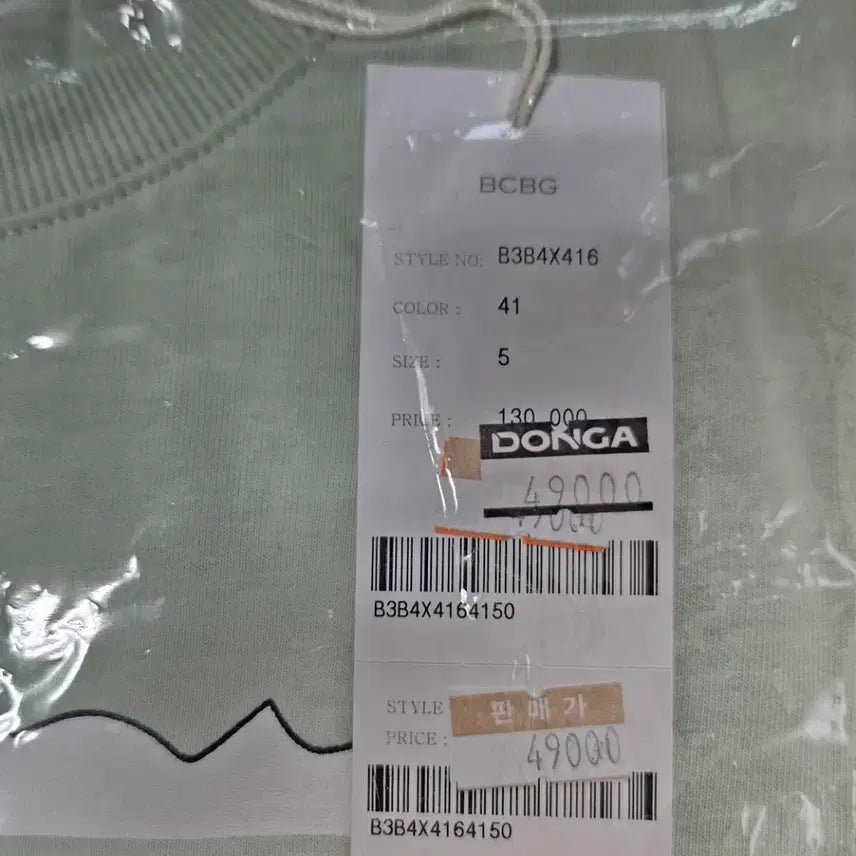 BCBG
STYLE NO: B3B4X416
COLOR : 41
SIZE : 5
PRICE : 130,000
DONGA
49000
49000
B3B4X4164150
STYLE
판매가
PRICE : 49000
B3B4X4164150